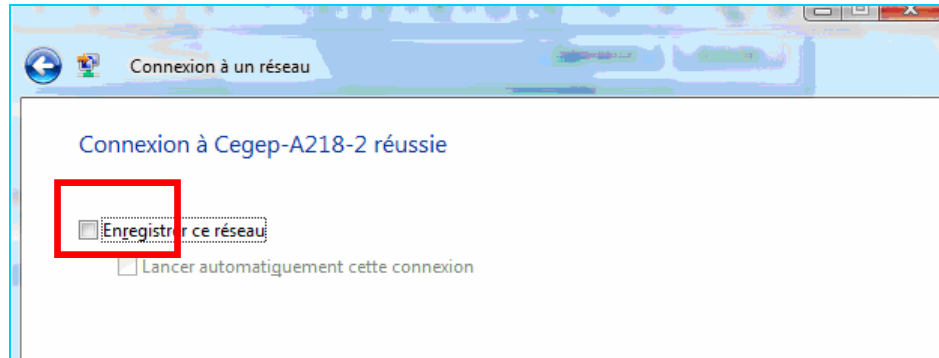 Connexion à un réseau
Connexion à Cegep-A218-2 réussie
Enregistrer ce réseau
Lancer automatiquement cette connexion